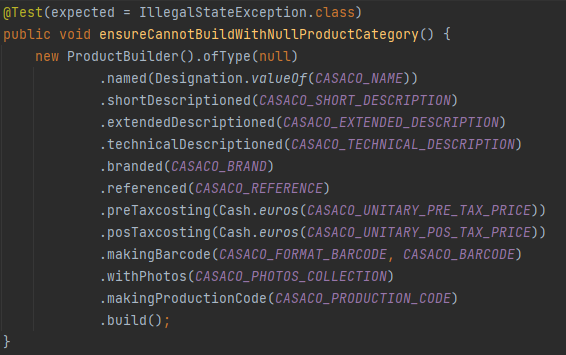 @Test(expected = IllegalStateException.class)
public void ensureCannotBuildWithNullProductCategory() {
    new ProductBuilder().ofType(null)
            .named(Designation.valueOf(CASACO_NAME))
            .shortDescriptioned(CASACO_SHORT_DESCRIPTION)
            .extendedDescriptioned(CASACO_EXTENDED_DESCRIPTION)
            .technicalDescriptioned(CASACO_TECHNICAL_DESCRIPTION)
            .branded(CASACO_BRAND)
            .referenced(CASACO_REFERENCE)
            .preTaxcosting(Cash.euros(CASACO_UNITARY_PRE_TAX_PRICE))
            .posTaxcosting(Cash.euros(CASACO_UNITARY_POS_TAX_PRICE))
            .makingBarcode(CASACO_FORMAT_BARCODE, CASACO_BARCODE)
            .withPhotos(CASACO_PHOTOS_COLLECTION)
            .makingProductionCode(CASACO_PRODUCTION_CODE)
            .build();
}